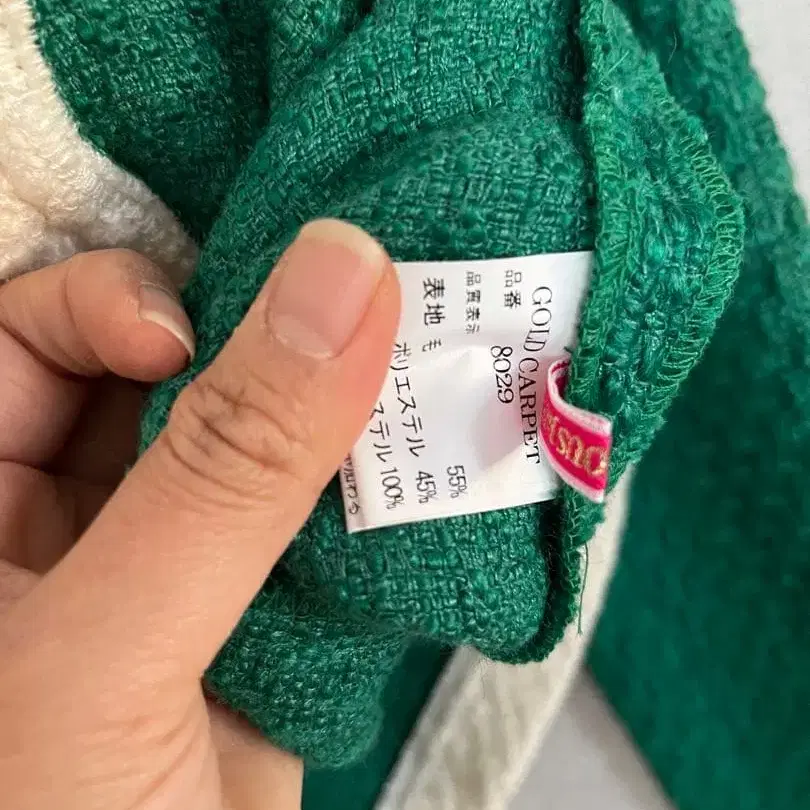 GOLD CARPET
品番 8029
品質表示
表地 毛 55%
ポリエステル 45%
ステル 100%